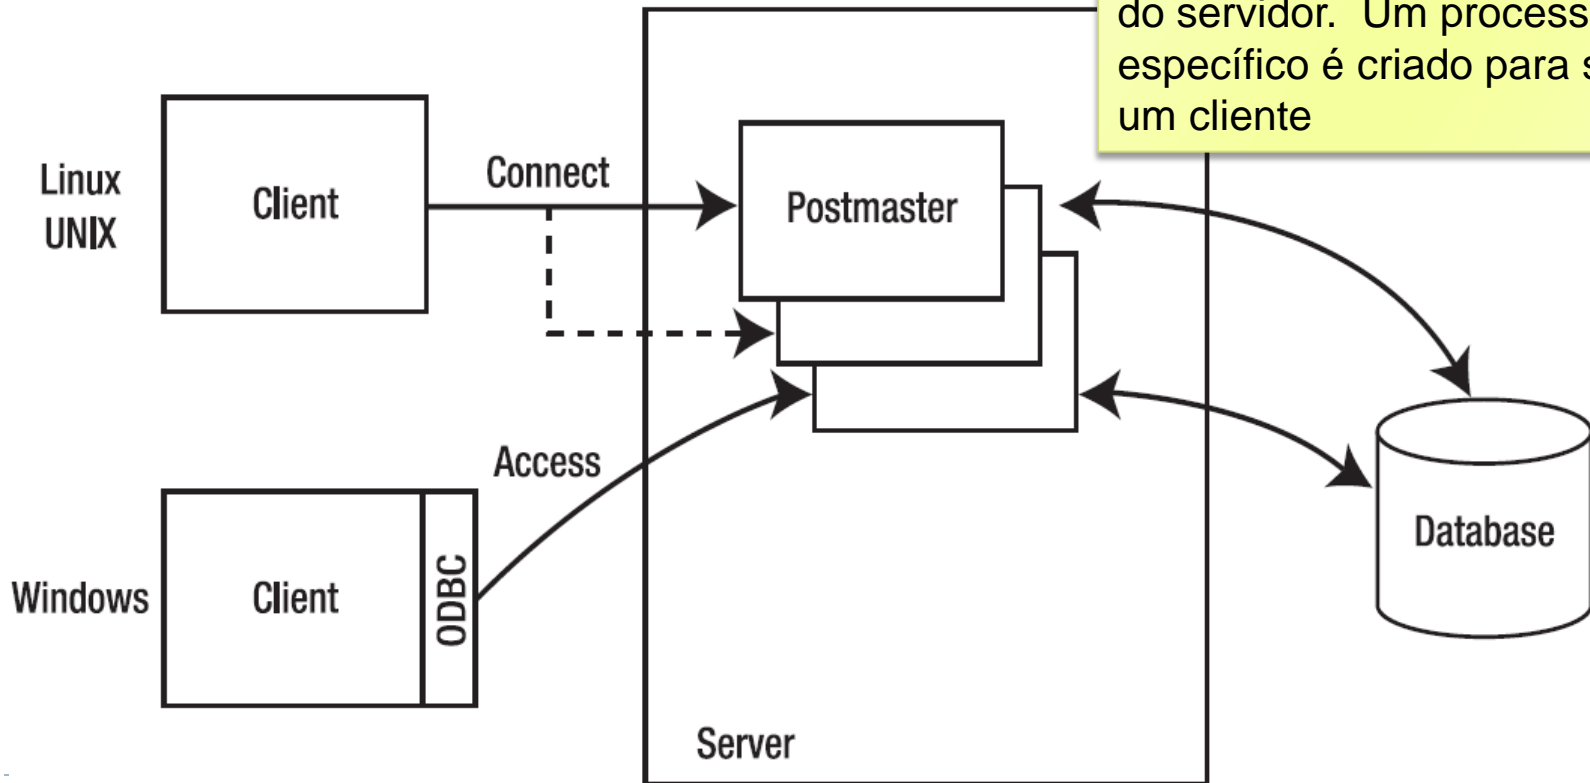 do servidor. Um process
específico é criado para s
um cliente
Linux
UNIX
Client
Connect
Postmaster
Access
Windows
Client
ODBC
Database
Server